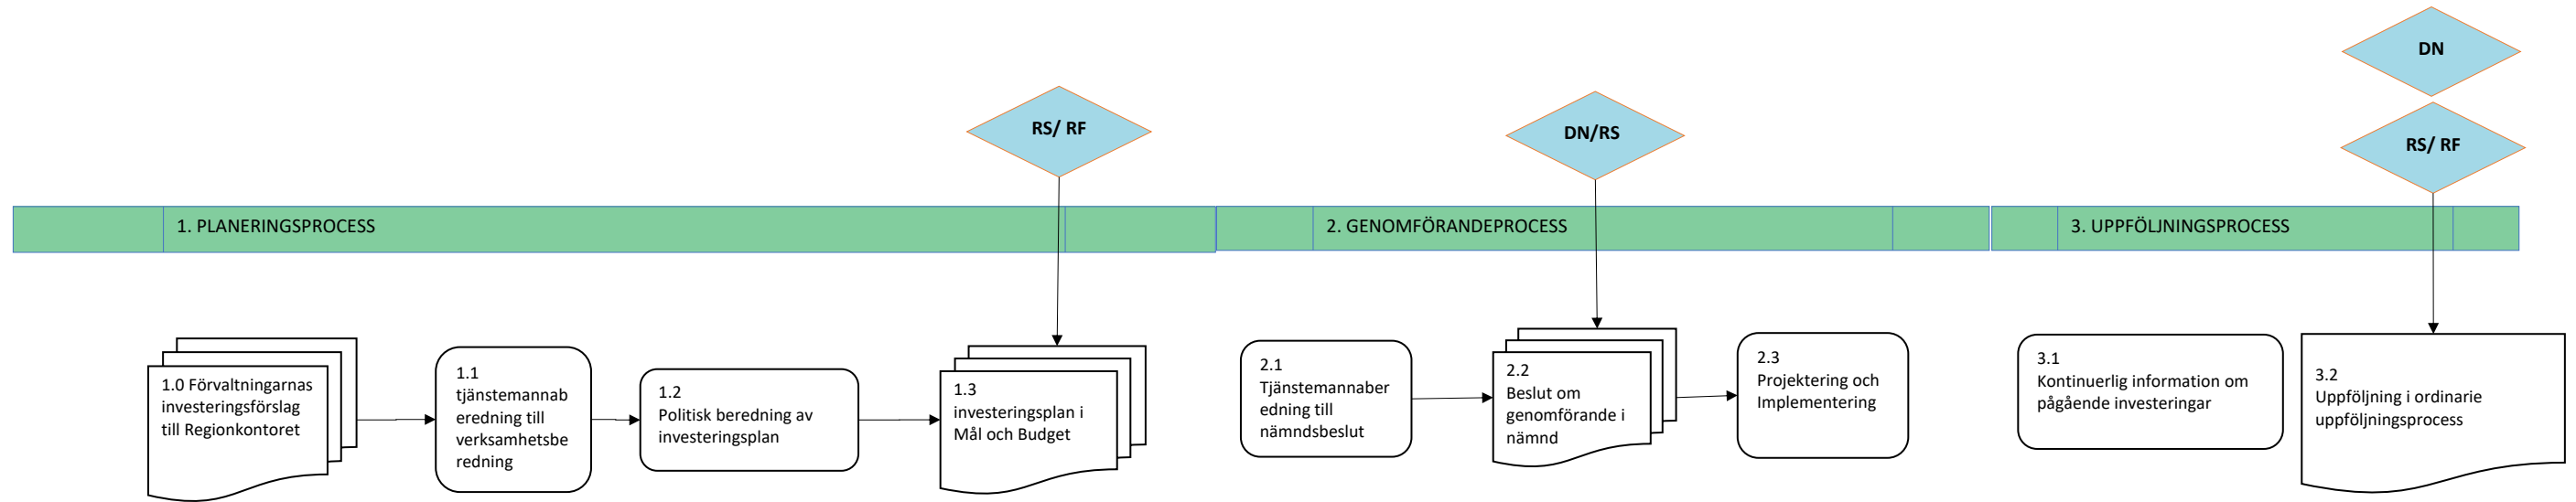 DN
RS/ RF
DN/RS
RS/ RF
1. PLANERINGSPROCESS
2. GENOMFÖRANDEPROCESS
3. UPPFÖLJNINGSPROCESS
1.0 Förvaltningarnas
investeringsförslag
till Regionkontoret
1.1
tjänstemannab
eredning till
verksamhetsbe
redning
1.2
Politisk beredning av
investeringsplan
1.3
investeringsplan i
Mål och Budget
2.1
Tjänstemannaber
edning till
nämndsbeslut
2.2
Beslut om
genomförande i
nämnd
2.3
Projektering och
Implementering
3.1
Kontinuerlig information om
pågående investeringar
3.2
Uppföljning i ordinarie
uppföljningsprocess